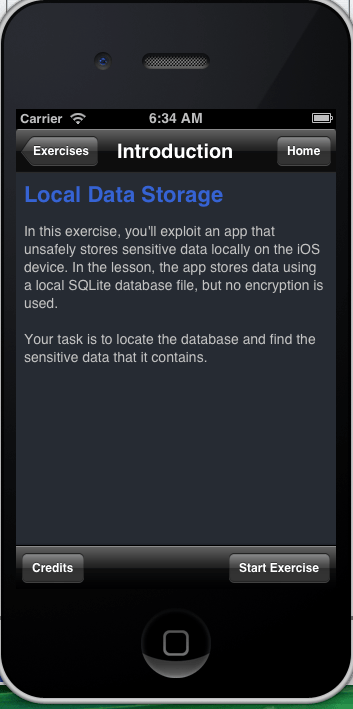 Carrier 6:34 AM
Exercises Introduction Home
Local Data Storage
In this exercise, you'll exploit an app that
unsafely stores sensitive data locally on the iOS
device. In the lesson, the app stores data using
a local SQLite database file, but no encryption is
used.
Your task is to locate the database and find the
sensitive data that it contains.
Credits Start Exercise